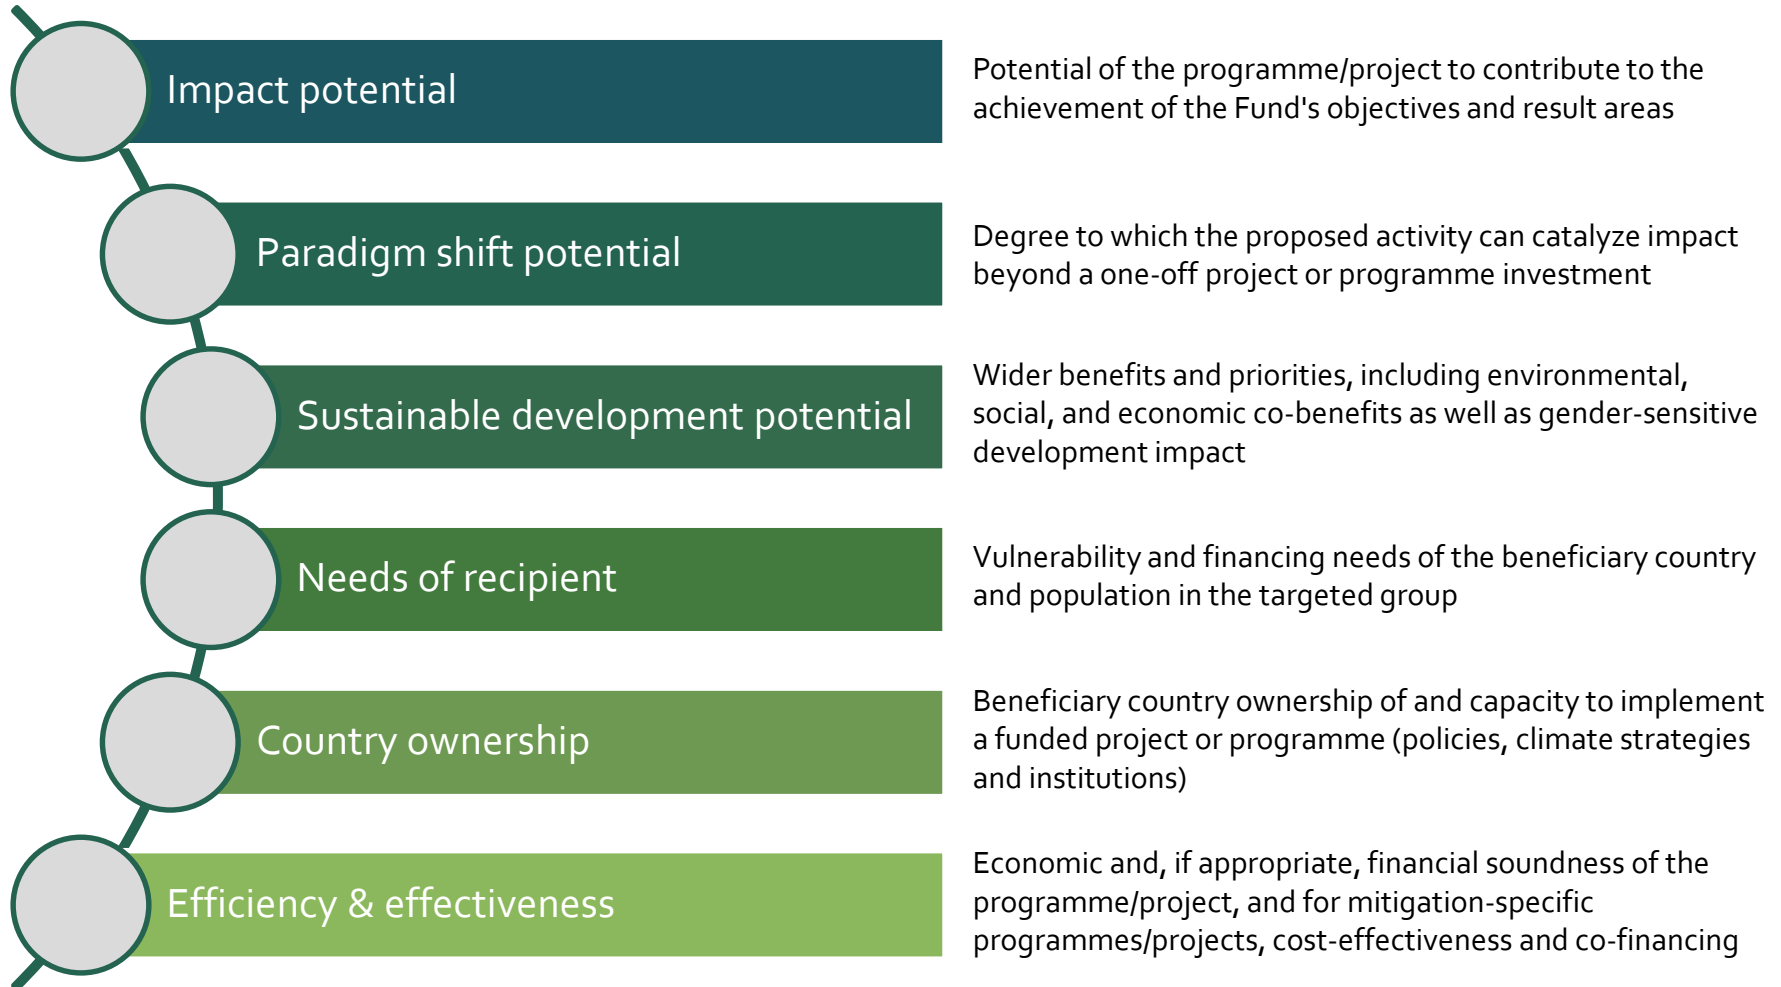 Impact potential
Potential of the programme/project to contribute to the
achievement of the Fund's objectives and result areas
Paradigm shift potential
Degree to which the proposed activity can catalyze impact
beyond a one-off project or programme investment
Sustainable development potential
Wider benefits and priorities, including environmental,
social, and economic co-benefits as well as gender-sensitive
development impact
Needs of recipient
Vulnerability and financing needs of the beneficiary country
and population in the targeted group
Country ownership
Beneficiary country ownership of and capacity to implement
a funded project or programme (policies, climate strategies
and institutions)
Efficiency & effectiveness
Economic and, if appropriate, financial soundness of the
programme/project, and for mitigation-specific
programmes/projects, cost-effectiveness and co-financing